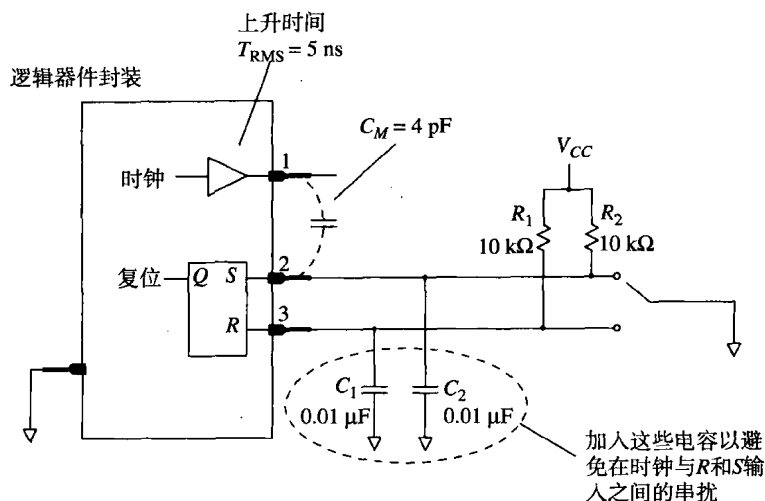 上升时间
T_RMS = 5 ns
逻辑器件封装
C_M = 4 pF
时钟
1
V_CC
R_1
R_2
10 kΩ
10 kΩ
复位
Q
S
2
R
3
C_1
C_2
0.01 µF
0.01 µF
加入这些电容以避
免在时钟与R和S输
入之间的串扰